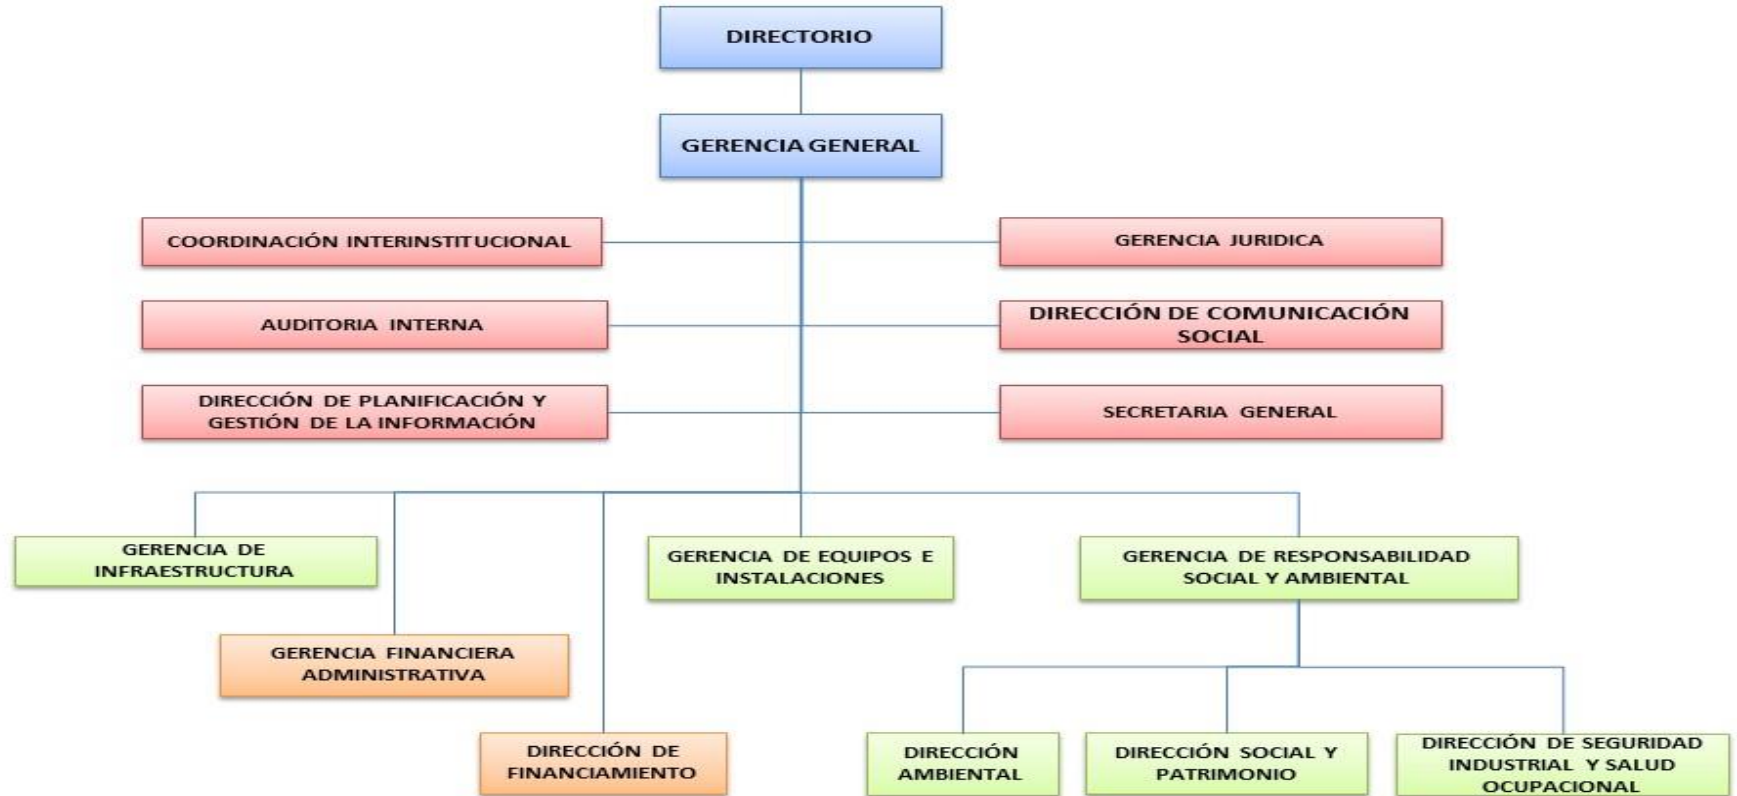 DIRECTORIO
GERENCIA GENERAL
COORDINACIÓN INTERINSTITUCIONAL
GERENCIA JURIDICA
AUDITORIA INTERNA
DIRECCIÓN DE COMUNICACIÓN
SOCIAL
DIRECCIÓN DE PLANIFICACIÓN Y
GESTIÓN DE LA INFORMACIÓN
SECRETARIA GENERAL
GERENCIA DE
INFRAESTRUCTURA
GERENCIA DE EQUIPOS E
INSTALACIONES
GERENCIA DE RESPONSABILIDAD
SOCIAL Y AMBIENTAL
GERENCIA FINANCIERA
ADMINISTRATIVA
DIRECCIÓN DE
FINANCIAMIENTO
DIRECCIÓN
AMBIENTAL
DIRECCIÓN SOCIAL Y
PATRIMONIO
DIRECCIÓN DE SEGURIDAD
INDUSTRIAL Y SALUD
OCUPACIONAL